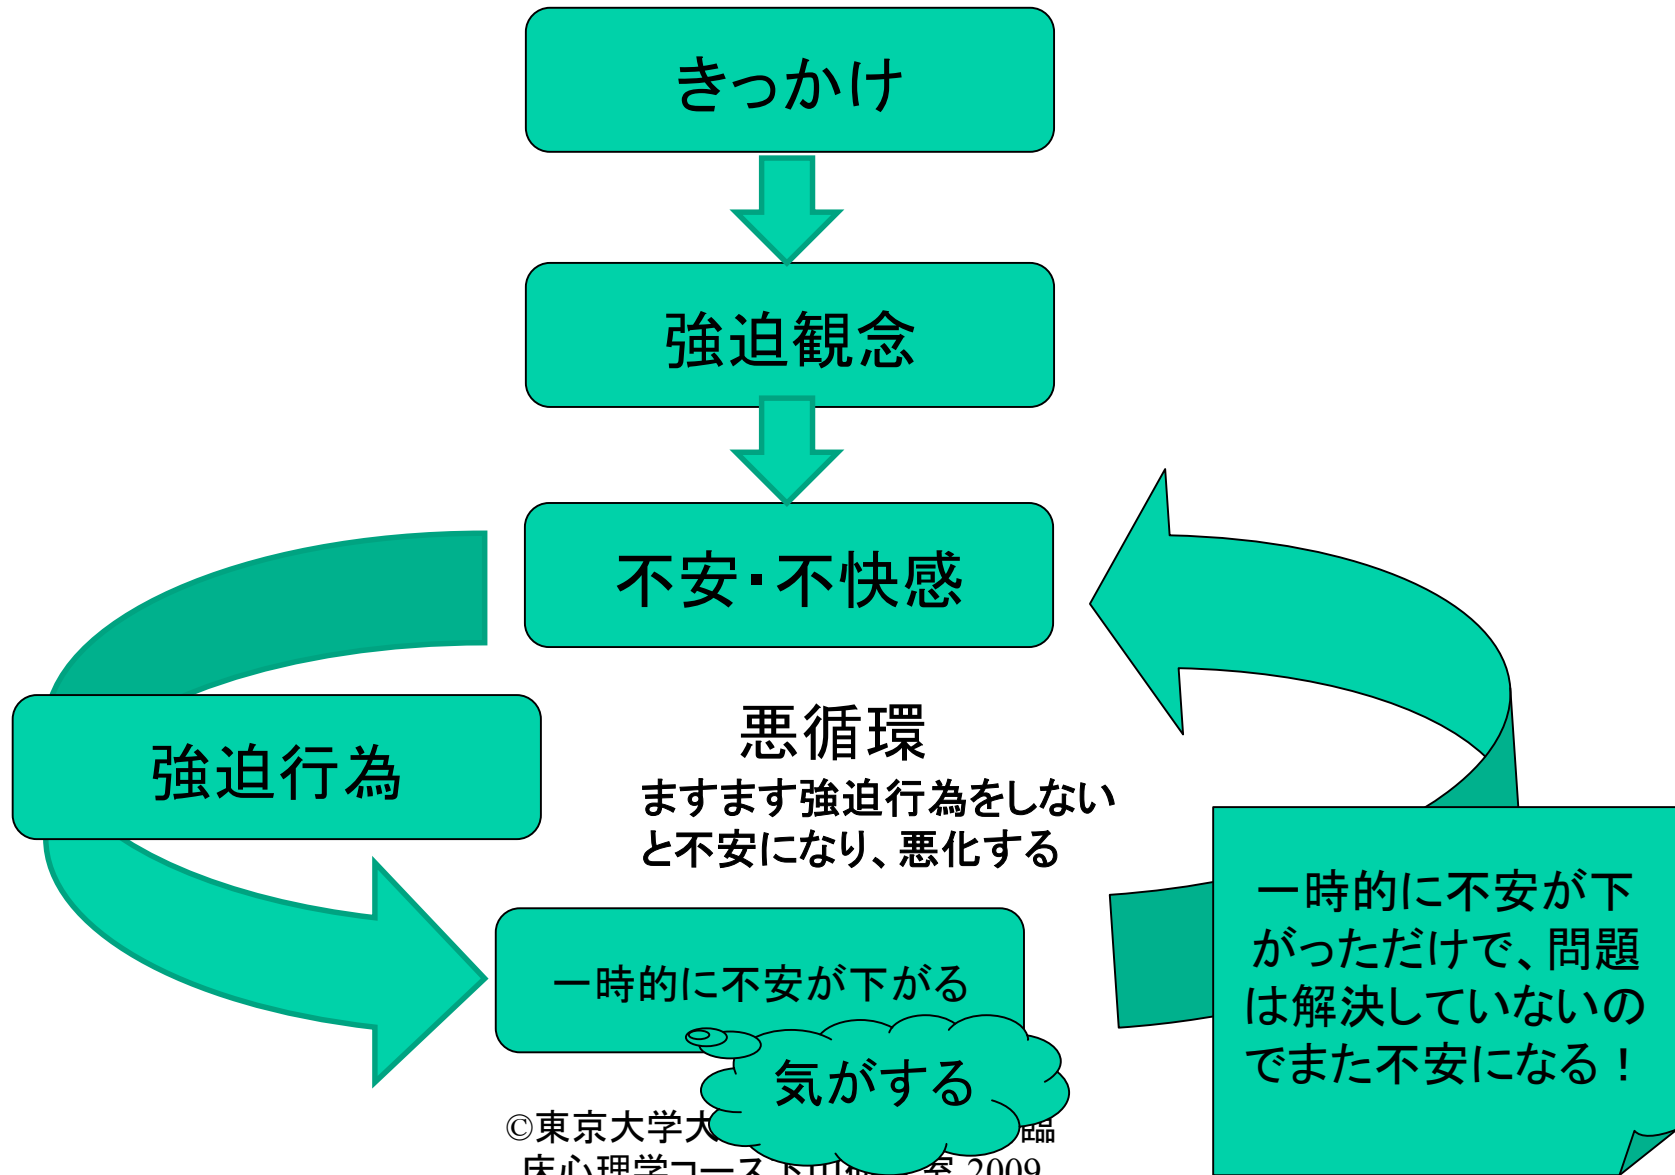 きっかけ
強迫観念
不安・不快感
強迫行為
悪循環
ますます強迫行為をしない
と不安になり、悪化する
一時的に不安が下がる
気がする
一時的に不安が下
がっただけで、問題
は解決していないの
でまた不安になる！
©東京大学大 臨
床心理学コース 室 2009